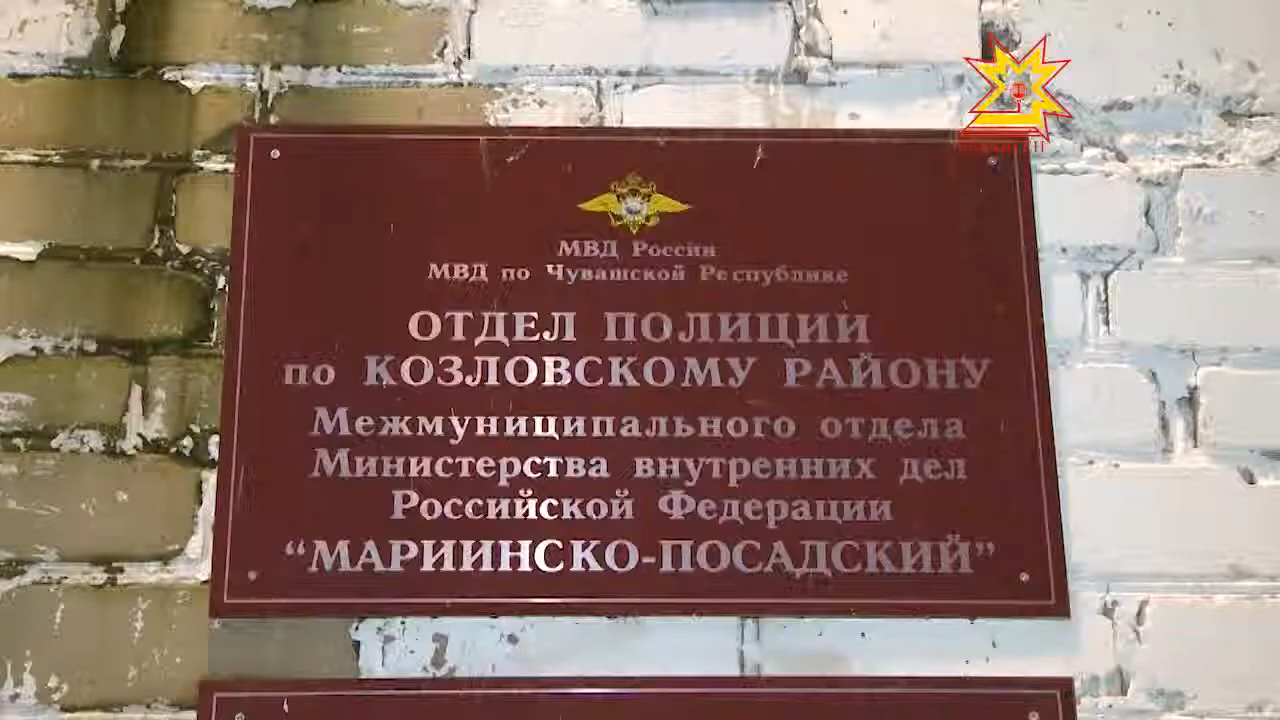 МВД России
МВД по Чувашской Республике
ОТДЕЛ ПОЛИЦИИ
по КОЗЛОВСКОМУ РАЙОНУ
Межмуниципального отдела
Министерства внутренних дел
Российской Федерации
“МАРИИНСКО-ПОСАДСКИЙ”